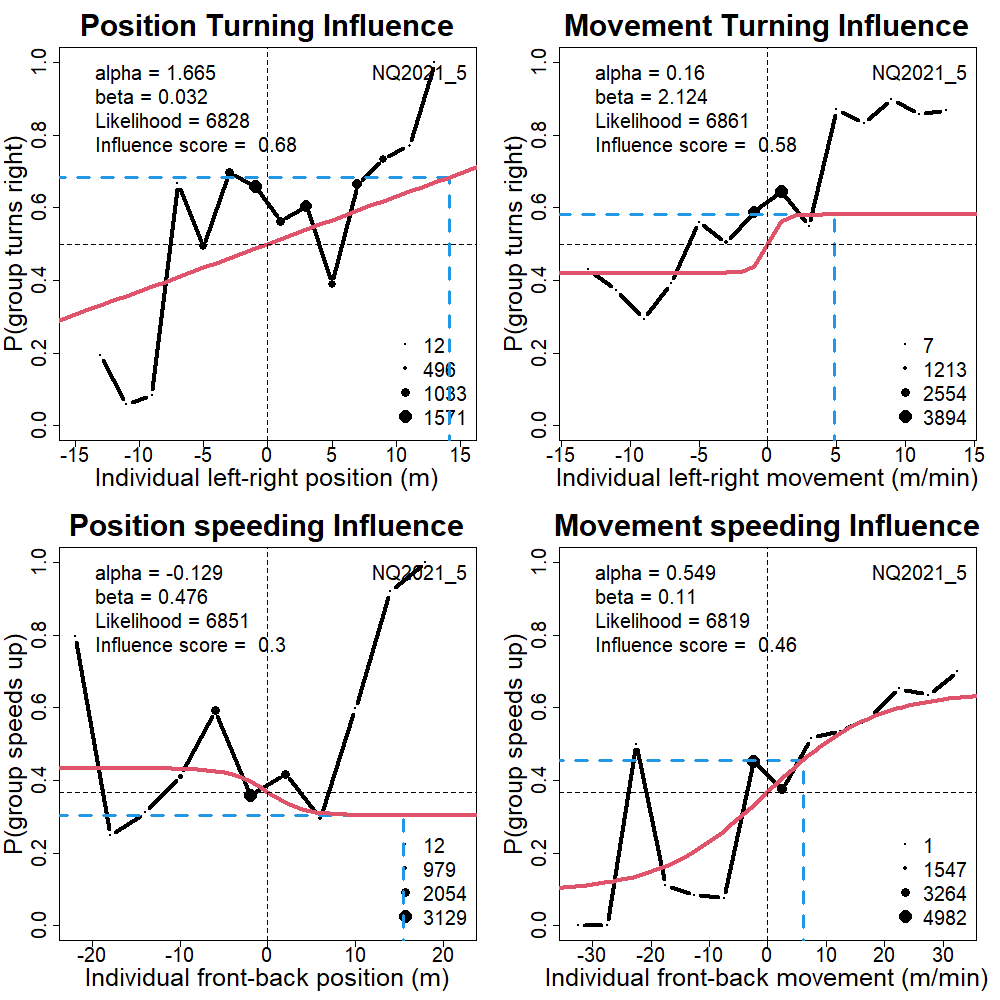 Position Turning Influence
P(group turns right)
1.0
0.8
0.6
0.4
0.2
0.0
alpha = 1.665
beta = 0.032
Likelihood = 6828
Influence score = 0.68
NQ2021_5
12
496
1033
1571
-15 -10 -5 0 5 10 15
Individual left-right position (m)
Movement Turning Influence
P(group turns right)
1.0
0.8
0.6
0.4
0.2
0.0
alpha = 0.16
beta = 2.124
Likelihood = 6861
Influence score = 0.58
NQ2021_5
7
1213
2554
3894
-15 -10 -5 0 5 10 15
Individual left-right movement (m/min)
Position speeding Influence
P(group speeds up)
1.0
0.8
0.6
0.4
0.2
0.0
alpha = -0.129
beta = 0.476
Likelihood = 6851
Influence score = 0.3
NQ2021_5
12
979
2054
3129
-20 -10 0 10 20
Individual front-back position (m)
Movement speeding Influence
P(group speeds up)
1.0
0.8
0.6
0.4
0.2
0.0
alpha = 0.549
beta = 0.11
Likelihood = 6819
Influence score = 0.46
NQ2021_5
1
1547
3264
4982
-30 -20 -10 0 10 20 30
Individual front-back movement (m/min)